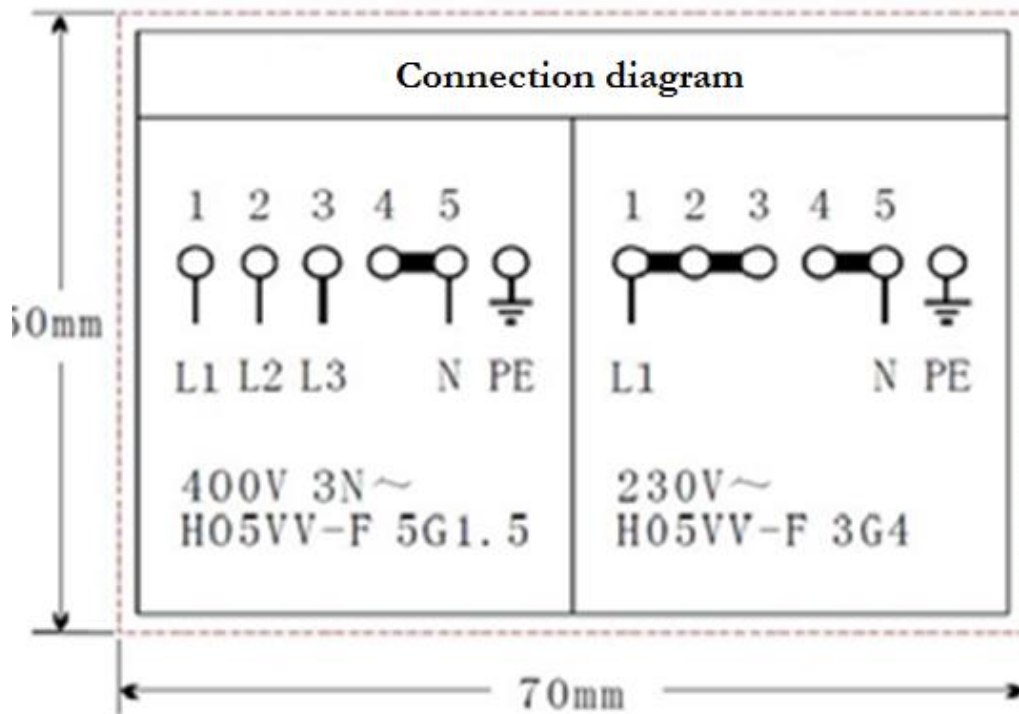 Connection diagram
1 2 3 4 5
L1 L2 L3 N PE
400V 3N～
H05VV-F 5G1.5
1 2 3 4 5
L1 N PE
230V～
H05VV-F 3G4
70mm